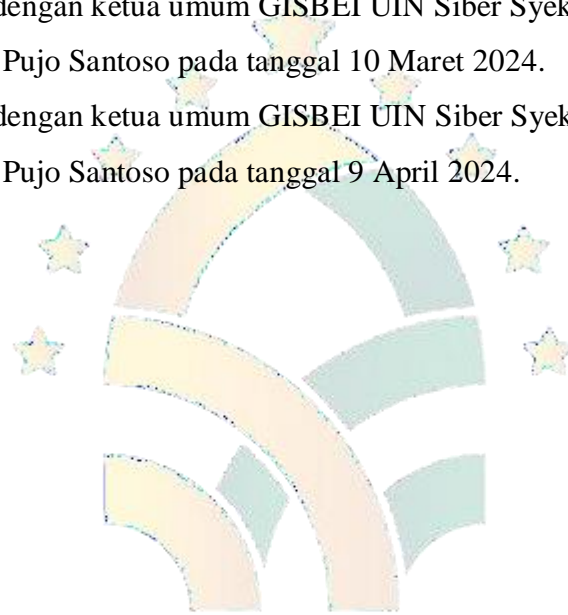 dengan ketua umum GISBEI UIN Siber Syek
Pujo Santoso pada tanggal 10 Maret 2024.
dengan ketua umum GISBEI UIN Siber Syek
Pujo Santoso pada tanggal 9 April 2024.